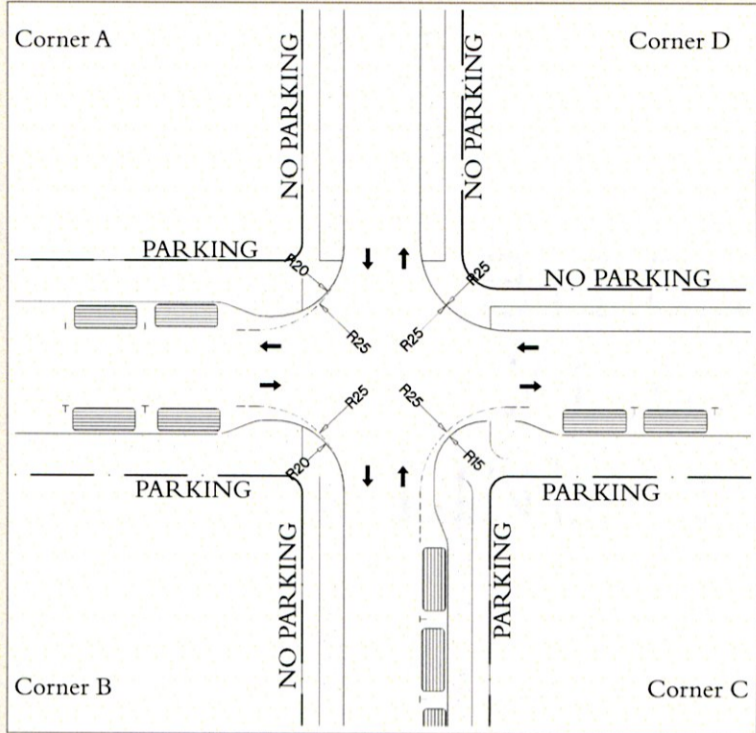 Corner A
Corner D
NO PARKING
NO PARKING
PARKING
NO PARKING
R20
R25
R25
R25
R25
R25
R20
R15
PARKING
PARKING
NO PARKING
PARKING
Corner B
Corner C